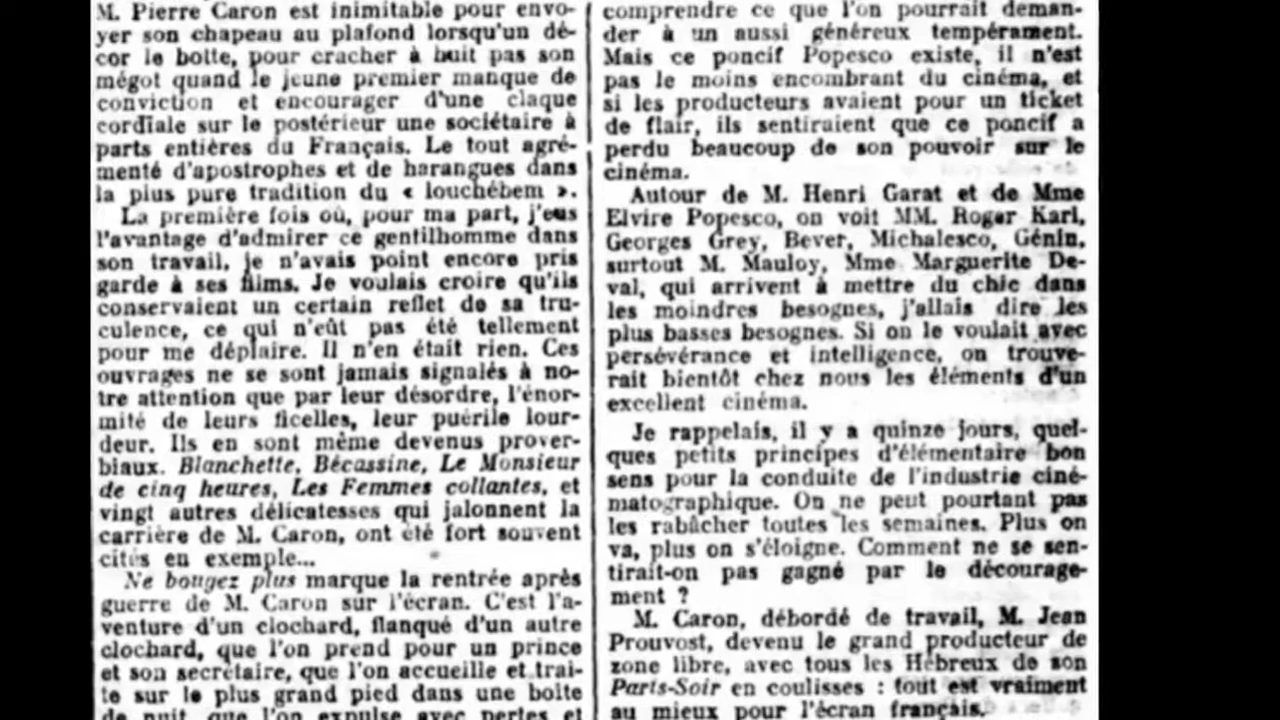 M. Pierre Caron est inimitable pour envo-
yer son chapeau au plafond lorsqu'un dé-
cor le botte, pour cracher à huit pas son
mégot quand le jeune premier manque de
conviction et encourager d'une claque
cordiale sur le postérieur une sociétaire à
parts entières du Français. Le tout agré-
menté d'apostrophes et de harangues dans
la plus pure tradition du « louchébem ».
La première fois où, pour ma part, j'eus
l'avantage d'admirer ce gentilhomme dans
son travail, je n'avais point encore pris
garde à ses films. Je voulais croire qu'ils
conservaient un certain reflet de sa tru-
culence, ce qui n'eût pas été tellement
pour me déplaire. Il n'en était rien. Ces
ouvrages ne se sont jamais signalés à no-
tre attention que par leur désordre, l'énor-
mité de leurs ficelles, leur puérile lour-
deur. Ils en sont même devenus prover-
biaux. Blanchette, Bécassine, Le Monsieur
de cinq heures, Les Femmes collantes, et
vingt autres délicatesses qui jalonnent la
carrière de M. Caron, ont été fort souvent
cités en exemple...
Ne bougez plus marque la rentrée après
guerre de M. Caron sur l'écran. C'est l'a-
venture d'un clochard, flanqué d'un autre
clochard, que l'on prend pour un prince
et son secrétaire, que l'on accueille et trai-
te sur le plus grand pied dans une boite
de nuit, que l'on expulse avec pertes et
comprendre ce que l'on pourrait deman-
der à un aussi généreux tempérament.
Mais ce poncif Popesco existe, il n'est
pas le moins encombrant du cinéma, et
si les producteurs avaient pour un ticket
de flair, ils sentiraient que ce poncif a
perdu beaucoup de son pouvoir sur le
cinéma.
Autour de M. Henri Garat et de Mme
Elvire Popesco, on voit MM. Roger Karl,
Georges Grey, Bever, Michalesco, Génin,
surtout M. Mauloy, Mme Marguerite De-
val, qui arrivent à mettre du chic dans
les moindres besognes, j'allais dire les
plus basses besognes. Si on le voulait avec
persévérance et intelligence, on trouve-
rait bientôt chez nous les éléments d'un
excellent cinéma.
Je rappelais, il y a quinze jours, quel-
ques petits principes d'élémentaire bon
sens pour la conduite de l'industrie ciné-
matographique. On ne peut pourtant pas
les rabâcher toutes les semaines. Plus on
va, plus on s'éloigne. Comment ne se sen-
tirait-on pas gagné par le décourage-
ment ?
M. Caron, débordé de travail, M. Jean
Prouvost, devenu le grand producteur de
zone libre, avec tous les Hébreux de son
Paris-Soir en coulisses : tout est vraiment
au mieux pour l'écran français.